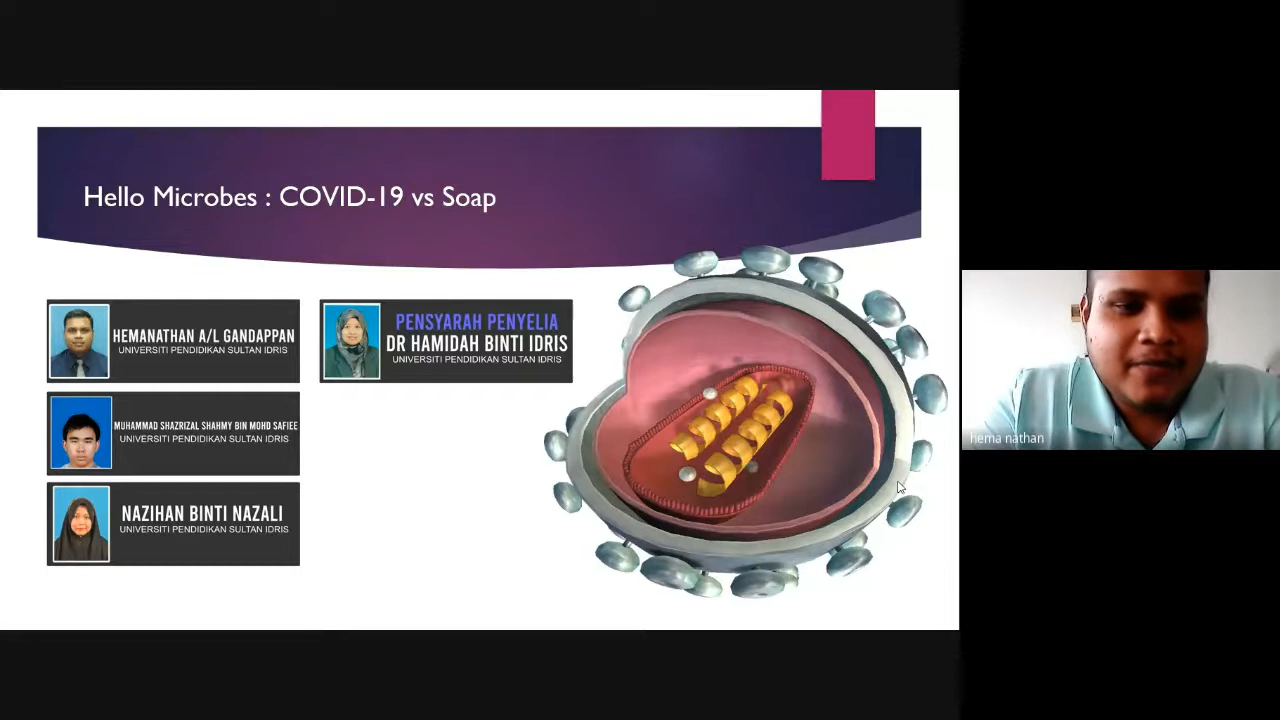 Hello Microbes : COVID-19 vs Soap
HEMANATHAN A/L GANDAPPAN
UNIVERSITI PENDIDIKAN SULTAN IDRIS
PENSYARAH PENYELIA
DR HAMIDAH BINTI IDRIS
UNIVERSITI PENDIDIKAN SULTAN IDRIS
MUHAMMAD SHAZRIZAL SHAHMY BIN MOHD SAFIEE
UNIVERSITI PENDIDIKAN SULTAN IDRIS
NAZIHAN BINTI NAZALI
UNIVERSITI PENDIDIKAN SULTAN IDRIS
hema nathan